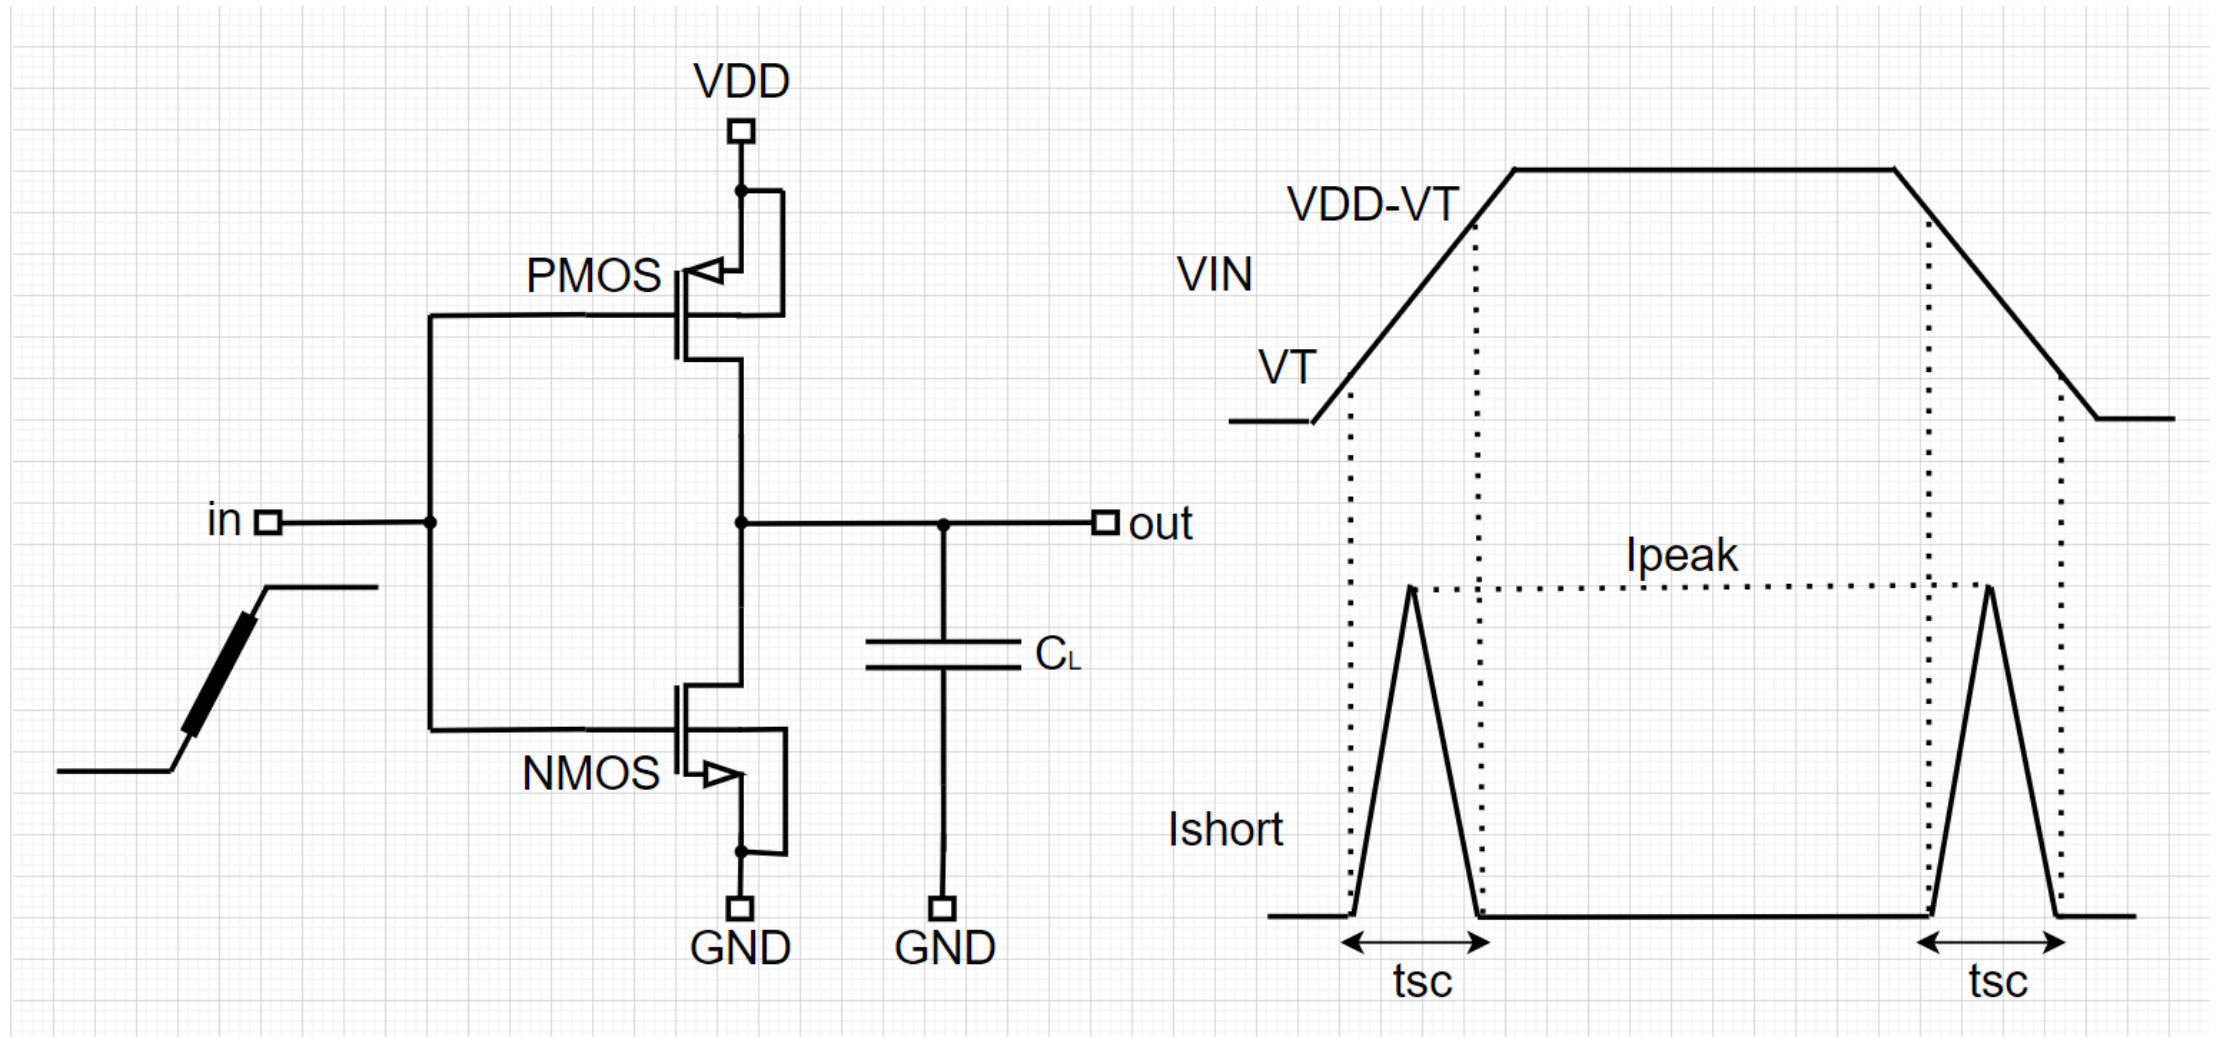 VDD
PMOS
in
out
CL
NMOS
GND
GND
VDD-VT
VIN
VT
Ipeak
Ishort
tsc
tsc